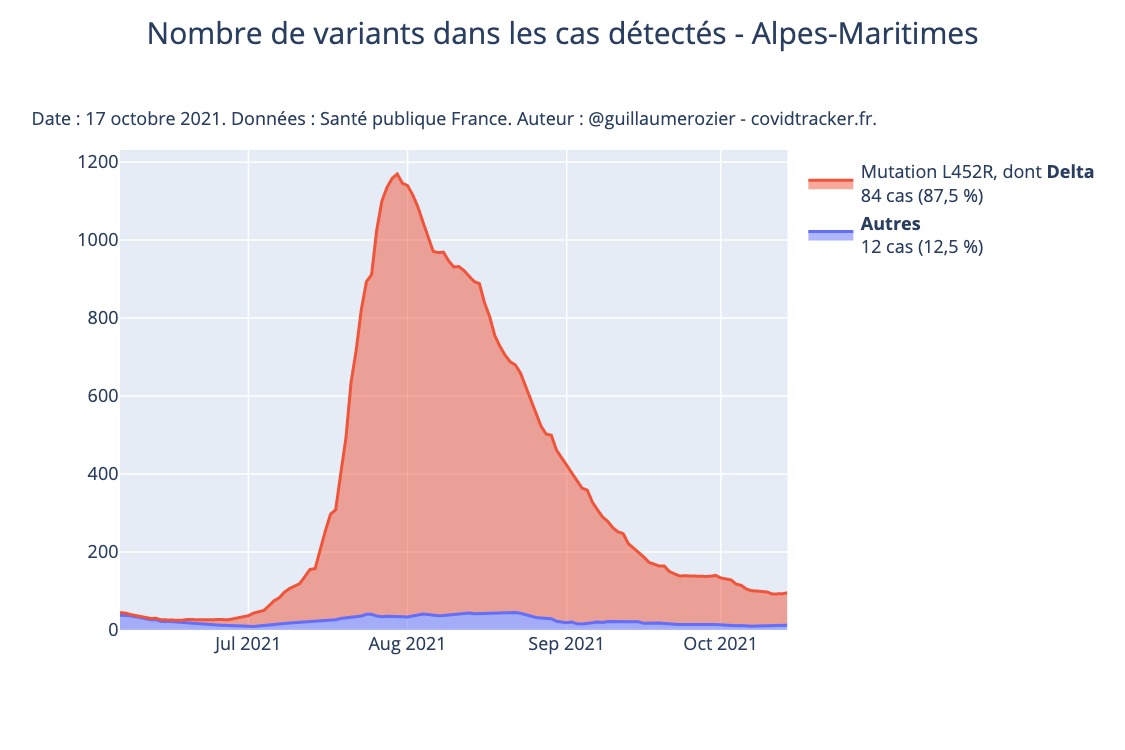 Nombre de variants dans les cas détectés - Alpes-Maritimes
Date : 17 octobre 2021. Données : Santé publique France. Auteur : @guillaumerozier - covidtracker.fr.
1200
1000
800
600
400
200
0
Jul 2021
Aug 2021
Sep 2021
Oct 2021
Mutation L452R, dont Delta
84 cas (87,5 %)
Autres
12 cas (12,5 %)